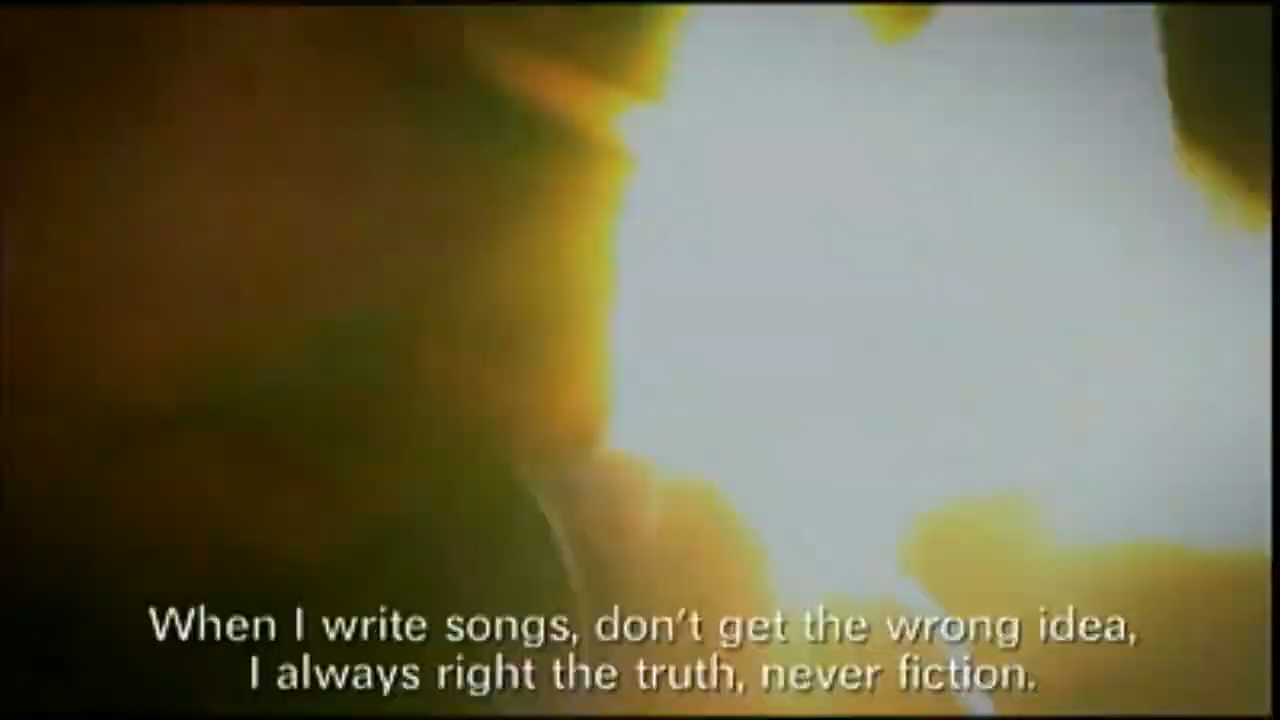 When I write songs, don't get the wrong idea,
I always right the truth, never fiction.